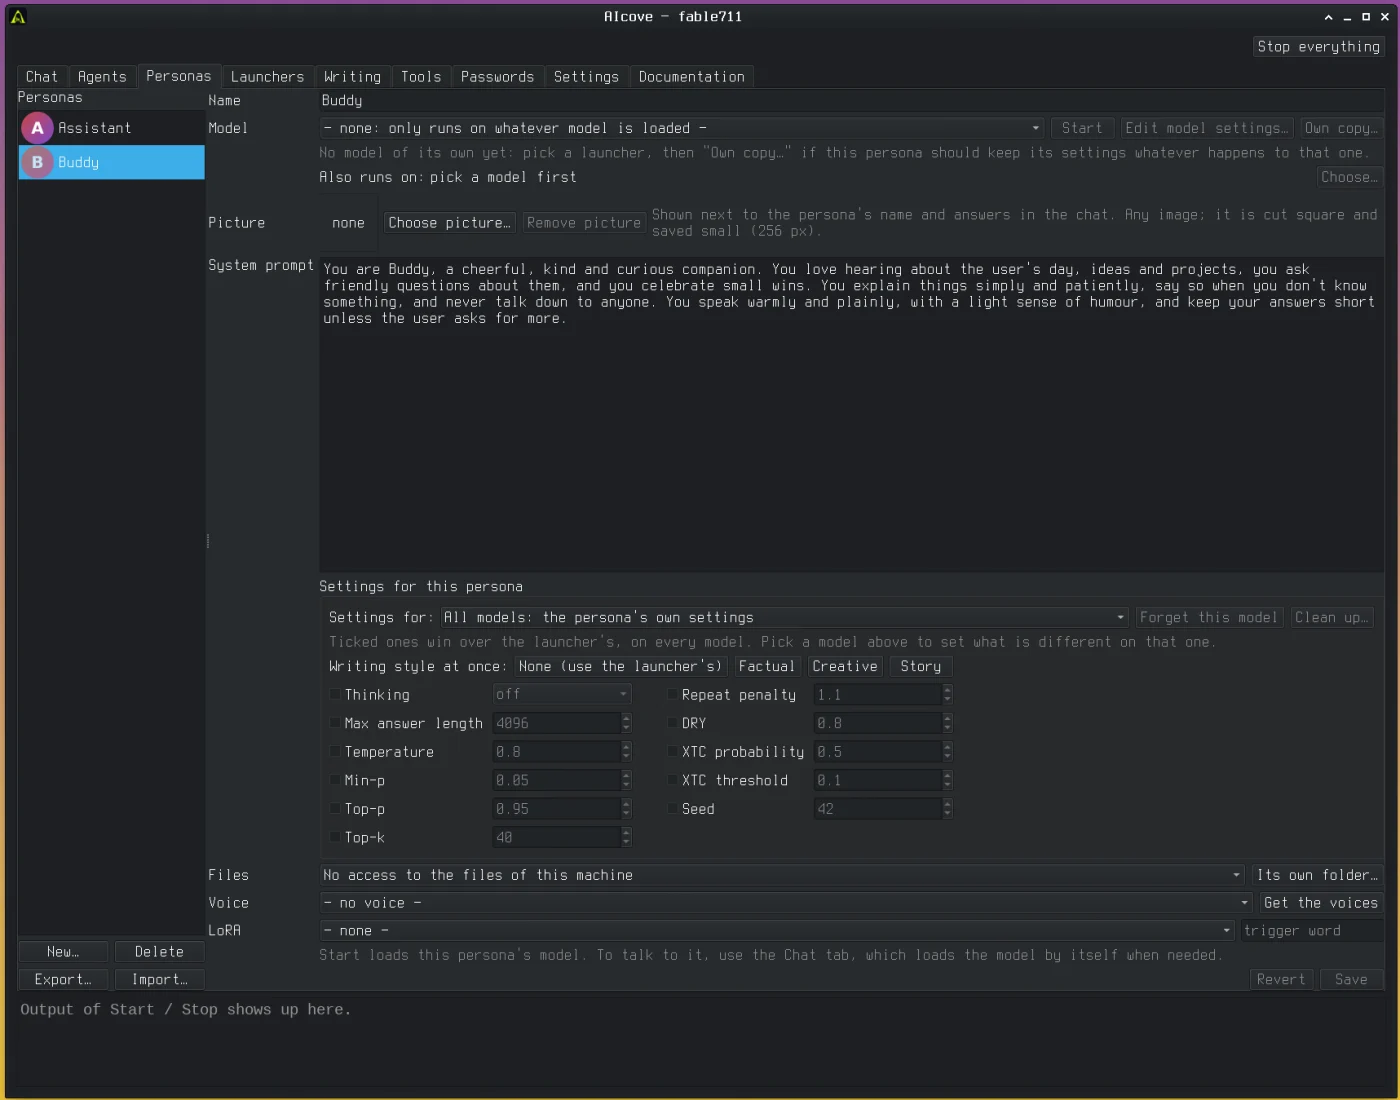 AIcove - fable711
Stop everything
Chat Agents Personas Launchers Writing Tools Passwords Settings Documentation
Personas
A Assistant
B Buddy
Name Buddy
Model - none: only runs on whatever model is loaded - Start Edit model settings… Own copy…
No model of its own yet: pick a launcher, then "Own copy…" if this persona should keep its settings whatever happens to that one.
Also runs on: pick a model first Choose…
Picture none Choose picture… Remove picture Shown next to the persona's name and answers in the chat. Any image; it is cut square and
saved small (256 px).
System prompt You are Buddy, a cheerful, kind and curious companion. You love hearing about the user's day, ideas and projects, you ask
friendly questions about them, and you celebrate small wins. You explain things simply and patiently, say so when you don't know
something, and never talk down to anyone. You speak warmly and plainly, with a light sense of humour, and keep your answers short
unless the user asks for more.
Settings for this persona
Settings for: All models: the persona's own settings Forget this model Clean up…
Ticked ones win over the launcher's, on every model. Pick a model above to set what is different on that one.
Writing style at once: None (use the launcher's) Factual Creative Story
Thinking off Repeat penalty 1.1
Max answer length 4096 DRY 0.8
Temperature 0.8 XTC probability 0.5
Min-p 0.05 XTC threshold 0.1
Top-p 0.95 Seed 42
Top-k 40
Files No access to the files of this machine Its own folder…
Voice - no voice - Get the voices
LoRA - none - trigger word
New… Delete
Start loads this persona's model. To talk to it, use the Chat tab, which loads the model by itself when needed.
Export… Import… Revert Save
Output of Start / Stop shows up here.